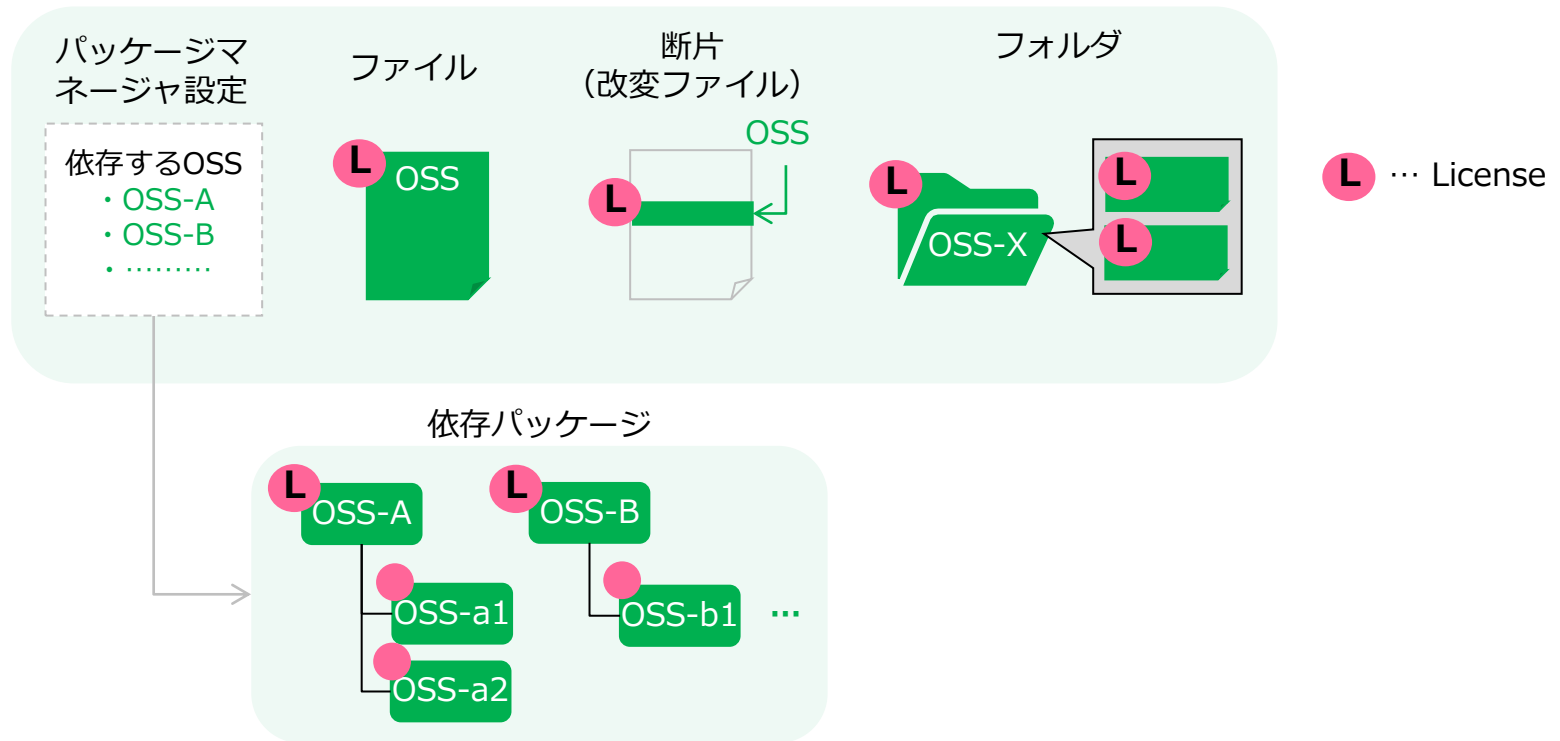 パッケージマ
ネージャ設定
依存するOSS
・OSS-A
・OSS-B
・………
ファイル
L
OSS
断片
（改変ファイル）
OSS
L
フォルダ
L
OSS-X
L
L
L … License
依存パッケージ
L
OSS-A
OSS-a1
OSS-a2
L
OSS-B
OSS-b1
…